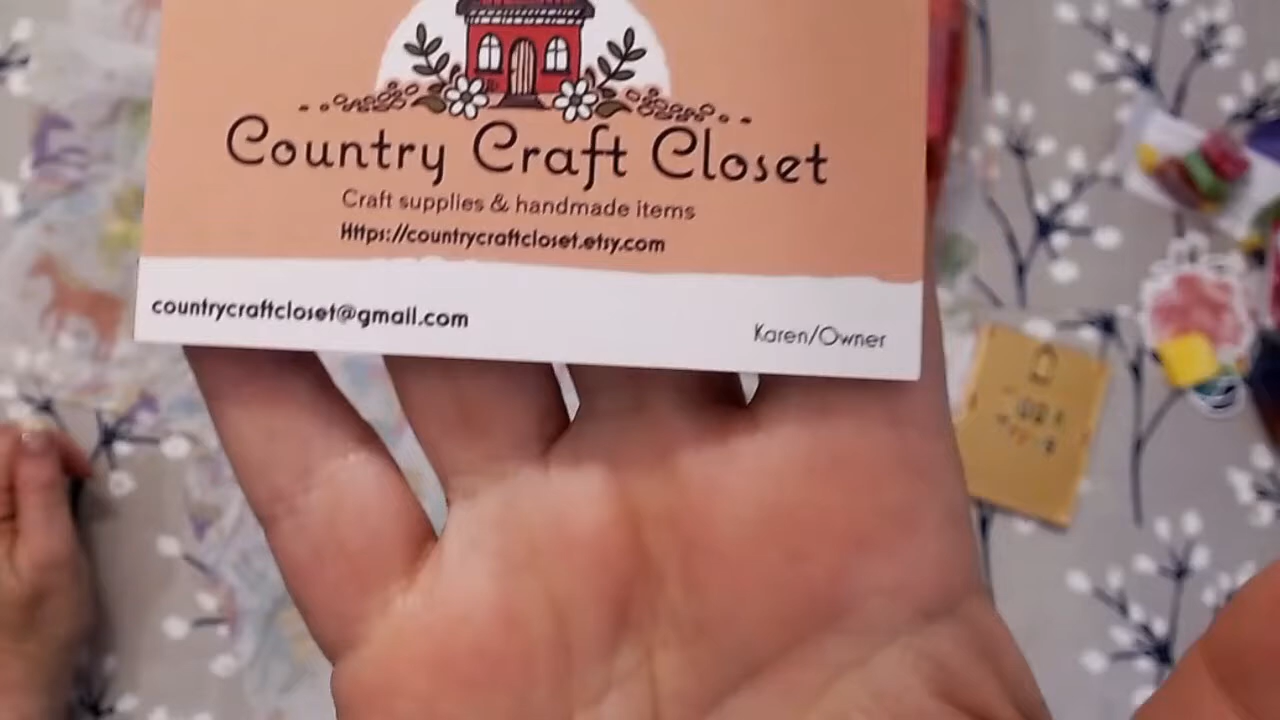 Country Craft Closet
Craft supplies & handmade items
Https://countrycraftcloset.etsy.com
countrycraftcloset@gmail.com
Karen/Owner